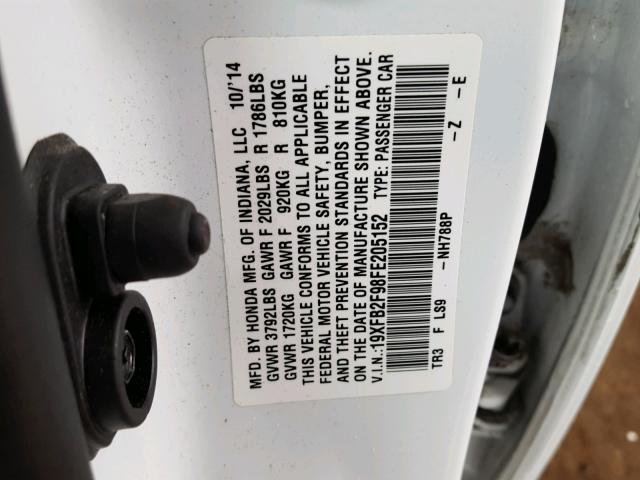 MFD. BY HONDA MFG. OF INDIANA, LLC 10/'14
GVWR 3792LBS GAWR F 2029LBS R 1786LBS
GVWR 1720KG GAWR F 920KG R 810KG
THIS VEHICLE CONFORMS TO ALL APPLICABLE
FEDERAL MOTOR VEHICLE SAFETY, BUMPER,
AND THEFT PREVENTION STANDARDS IN EFFECT
ON THE DATE OF MANUFACTURE SHOWN ABOVE.
V.I.N.:19XFB2F98FE205152 TYPE: PASSENGER CAR
TR3 F LS9 -NH788P -Z -E